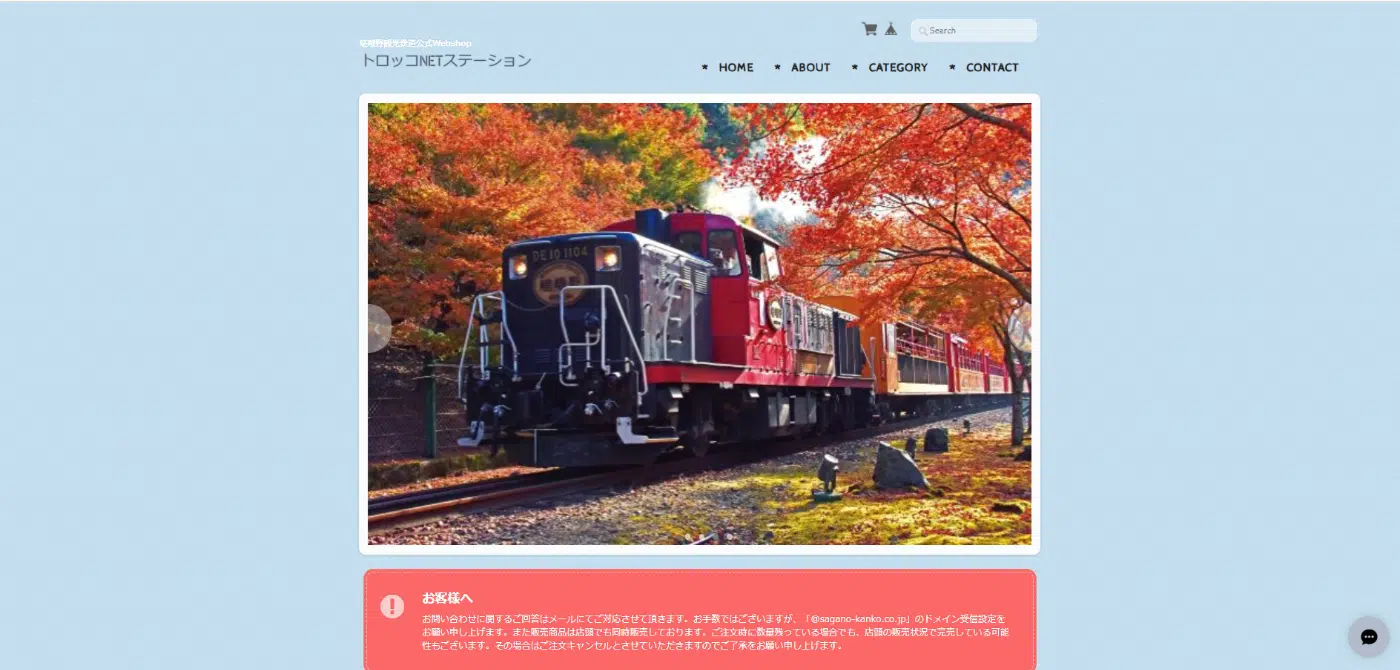 嵯峨野観光鉄道公式Webshop
トロッコNETステーション
Search
* HOME * ABOUT * CATEGORY * CONTACT
DE10 1104
お客様へ
お問い合わせに関するご回答はメールにてご対応させて頂きます。お手数ではございますが、「@sagano-kanko.co.jp」のドメイン受信設定を
お願い申し上げます。また販売商品は店頭でも同時販売しております。ご注文時に数量残っている場合でも、店頭の販売状況で完売している可能
性もございます。その場合はご注文キャンセルとさせていただきますのでご了承をお願い申し上げます。